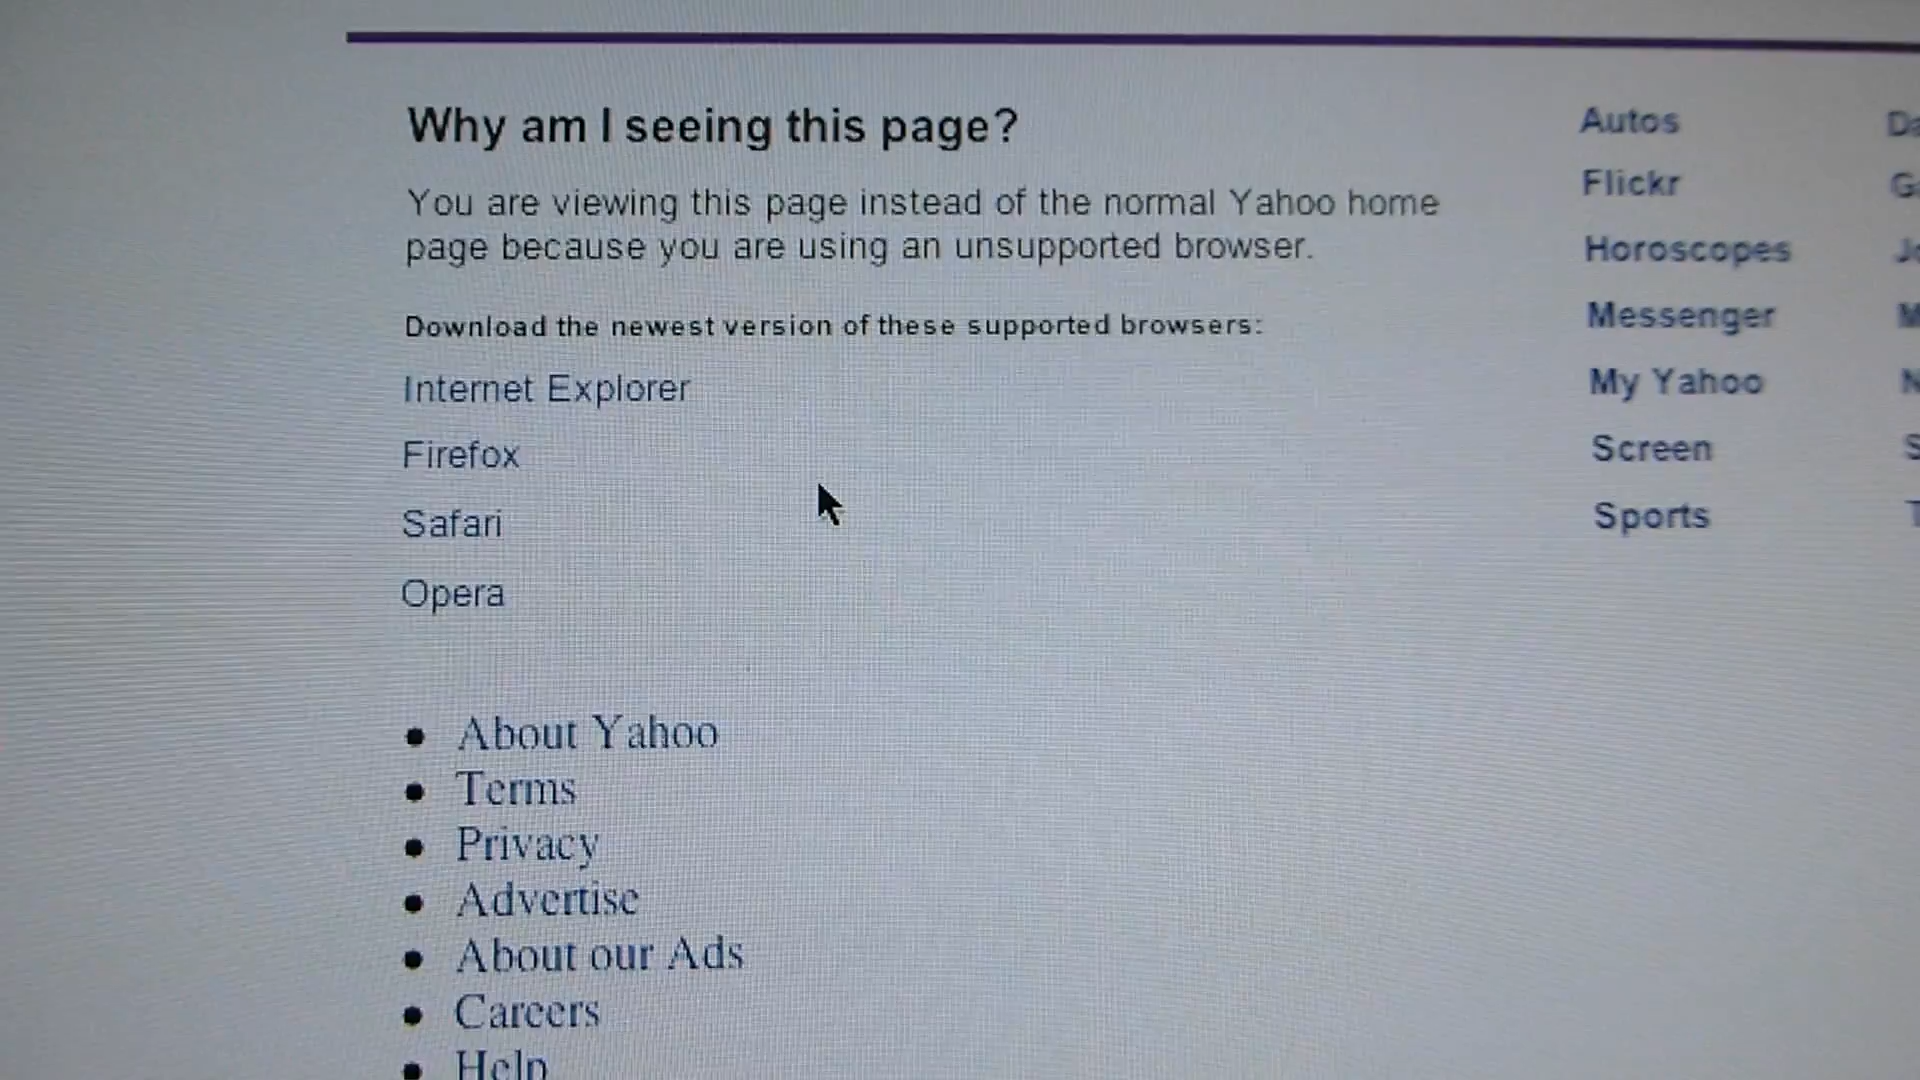 Why am I seeing this page?
You are viewing this page instead of the normal Yahoo home
page because you are using an unsupported browser.
Download the newest version of these supported browsers:
Internet Explorer
Firefox
Safari
Opera
About Yahoo
Terms
Privacy
Advertise
About our Ads
Careers
Help
Autos
Flickr
Horoscopes
Messenger
My Yahoo
Screen
Sports